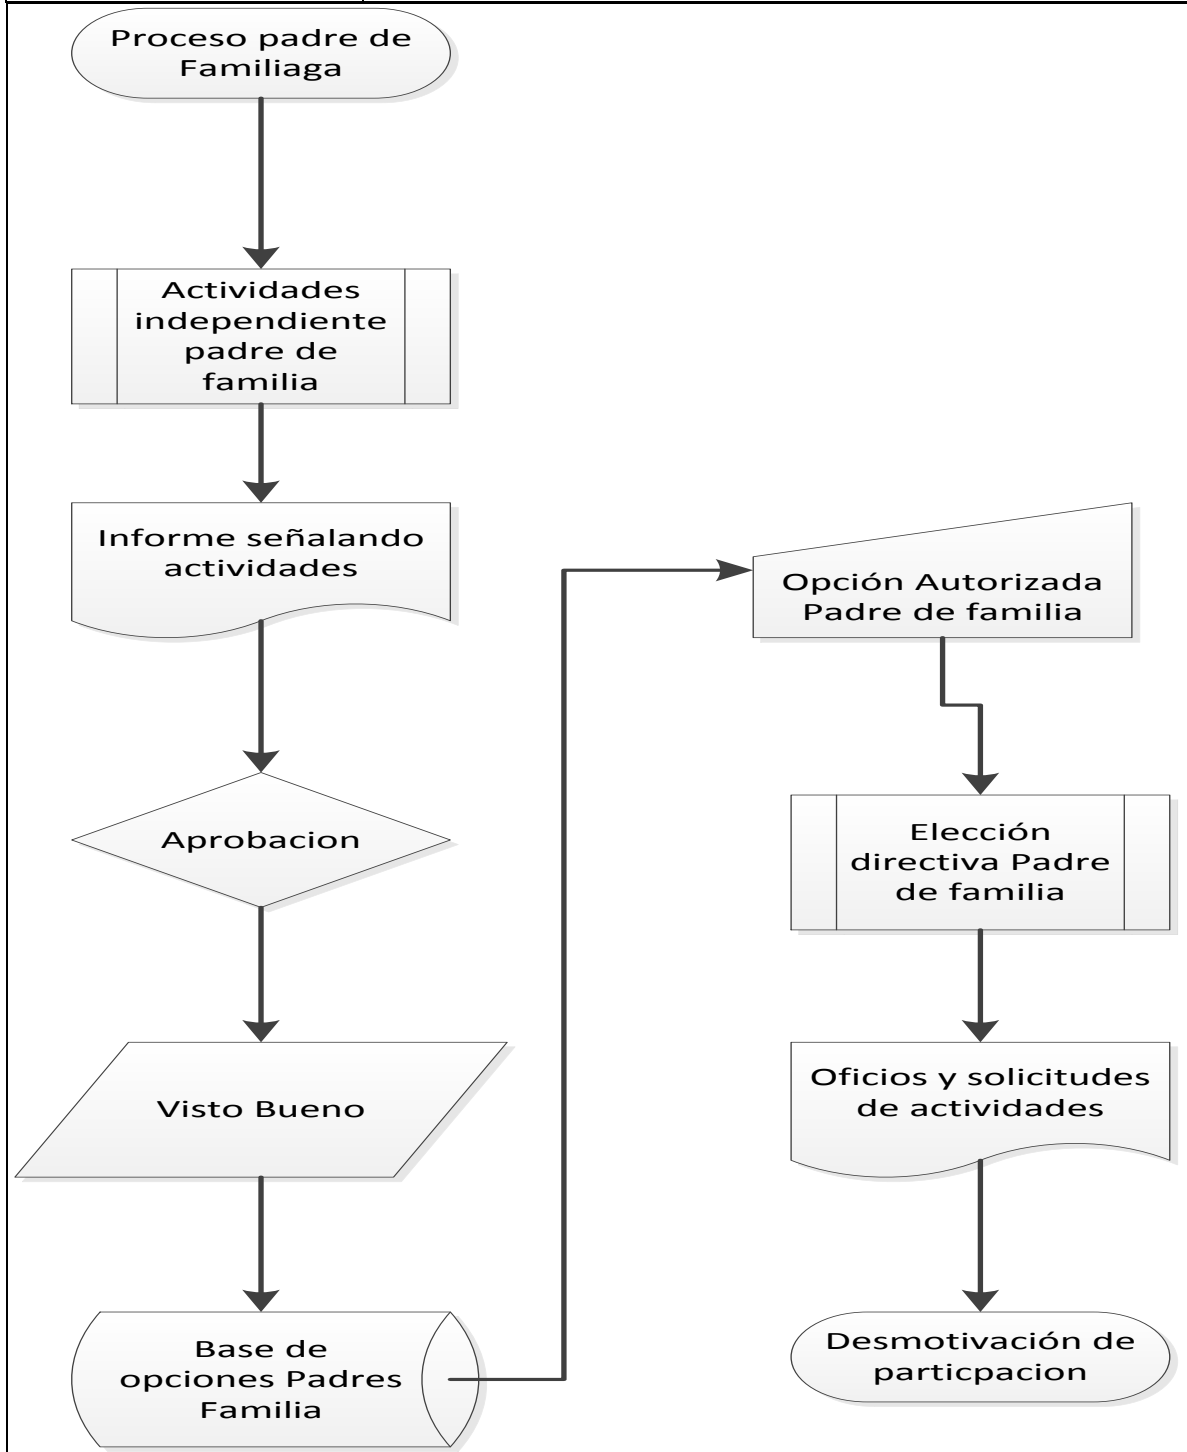 Proceso padre de
Familiaga
Actividades
independiente
padre de
familia
Informe señalando
actividades
Aprobacion
Visto Bueno
Base de
opciones Padres
Familia
Opción Autorizada
Padre de familia
Elección
directiva Padre
de familia
Oficios y solicitudes
de actividades
Desmotivación de
particpacion